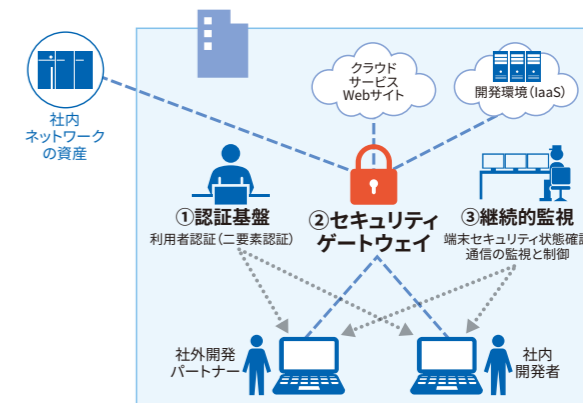 クラウド
サービス
Webサイト
開発環境（IaaS）
社内
ネットワーク
の資産
①認証基盤
利用者認証（二要素認証）
②セキュリティ
ゲートウェイ
③継続的監視
端末セキュリティ状態確認
通信の監視と制御
社外開発
パートナー
社内
開発者